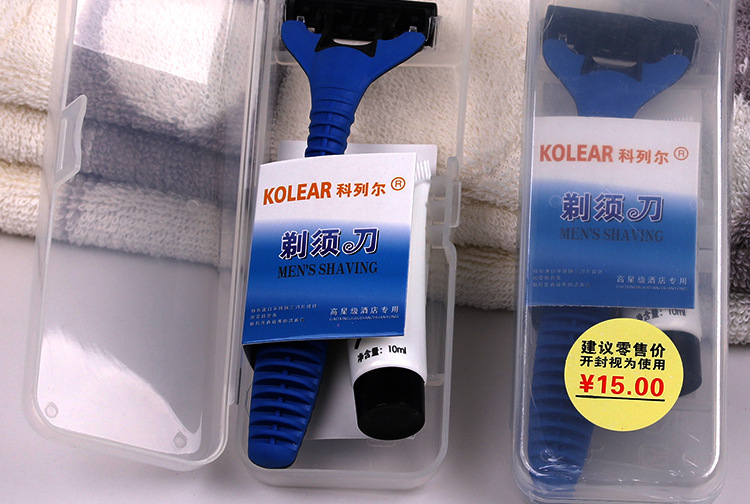 KOLEAR 科列尔 ®
剃须刀
MEN'S SHAVING
高星级酒店专用
GAOXINGJIJIUDIANZHUANYONG
净含量: 10ml
KOLEAR 科列尔 ®
剃须刀
MEN'S SHAVING
高星级酒店专用
建议零售价
开封视为使用
¥15.00